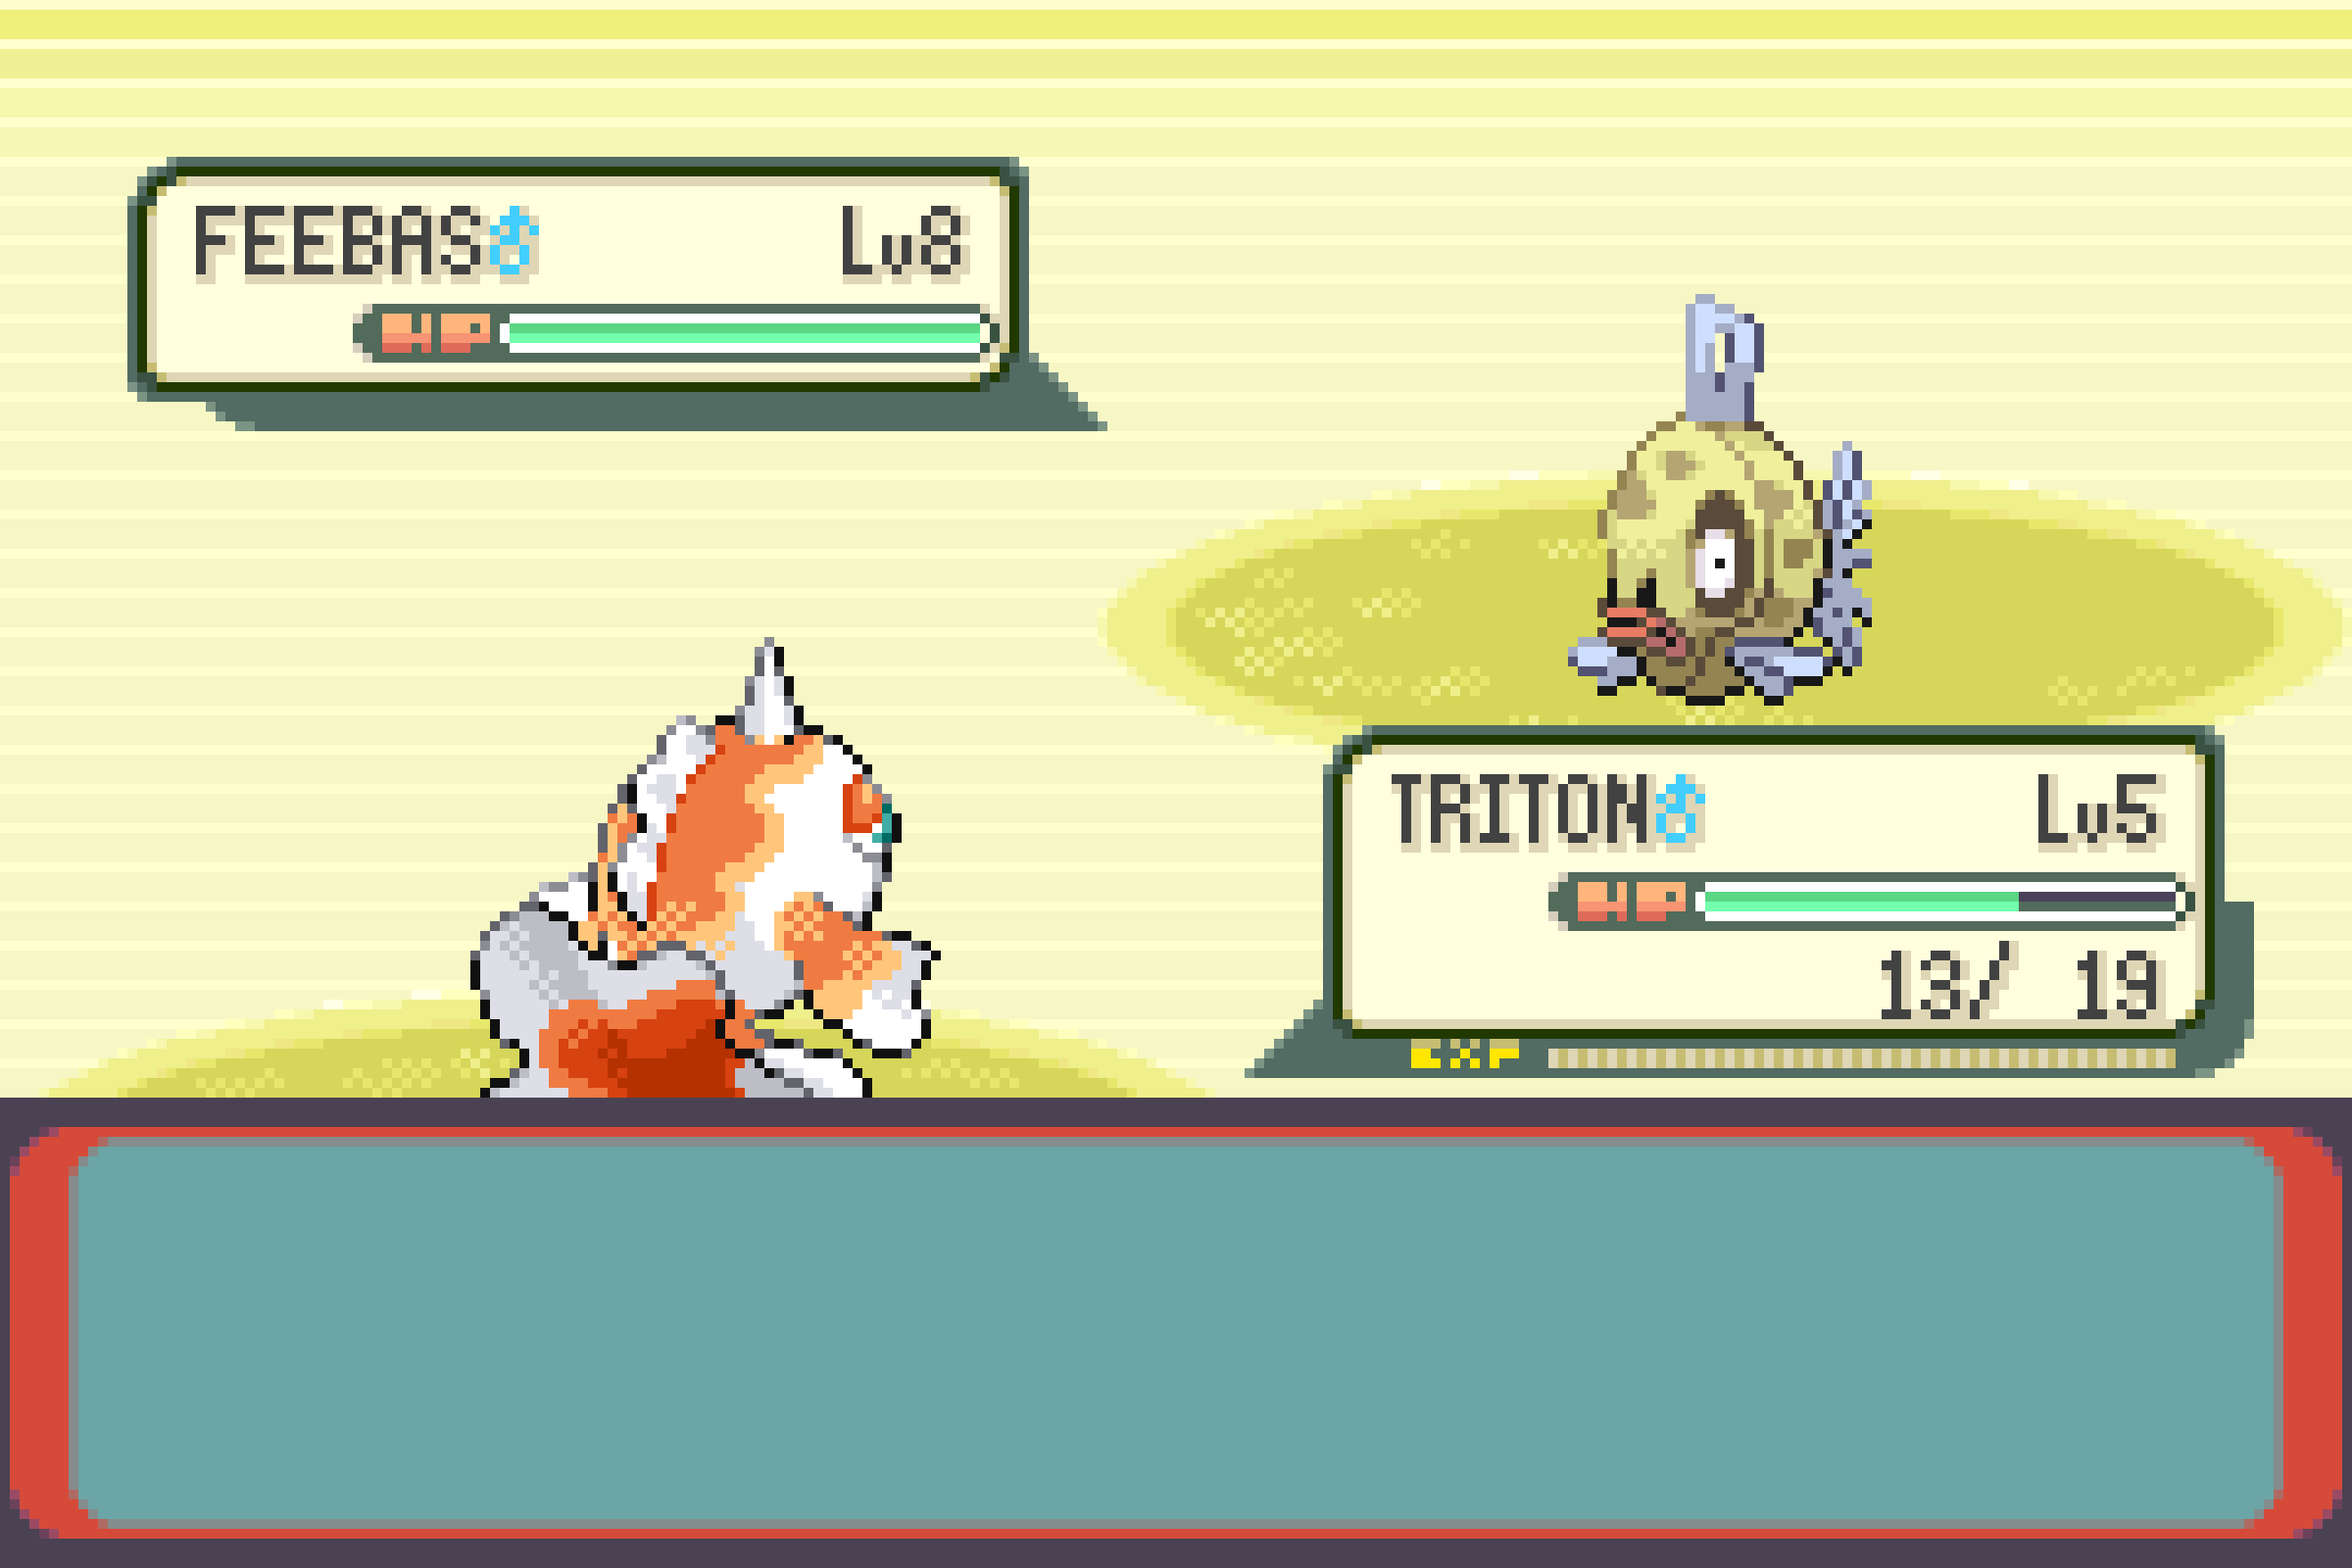 FEEBAS♂ Lv8
HP
TRITON♂ Lv5
HP
13/ 19
EXP